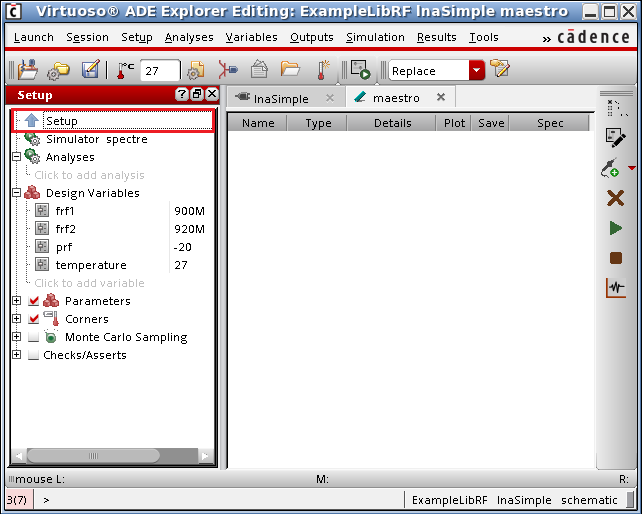 Virtuoso® ADE Explorer Editing: ExampleLibRF lnaSimple maestro
Launch Session Setup Analyses Variables Outputs Simulation Results Tools » cādence
27 Replace
Setup
lnaSimple maestro
Name Type Details Plot Save Spec
Setup
Simulator spectre
Analyses
Click to add analysis
Design Variables
frf1 900M
frf2 920M
prf -20
temperature 27
Click to add variable
Parameters
Corners
Monte Carlo Sampling
Checks/Asserts
mouse L: M: R:
3(7) > ExampleLibRF lnaSimple schematic